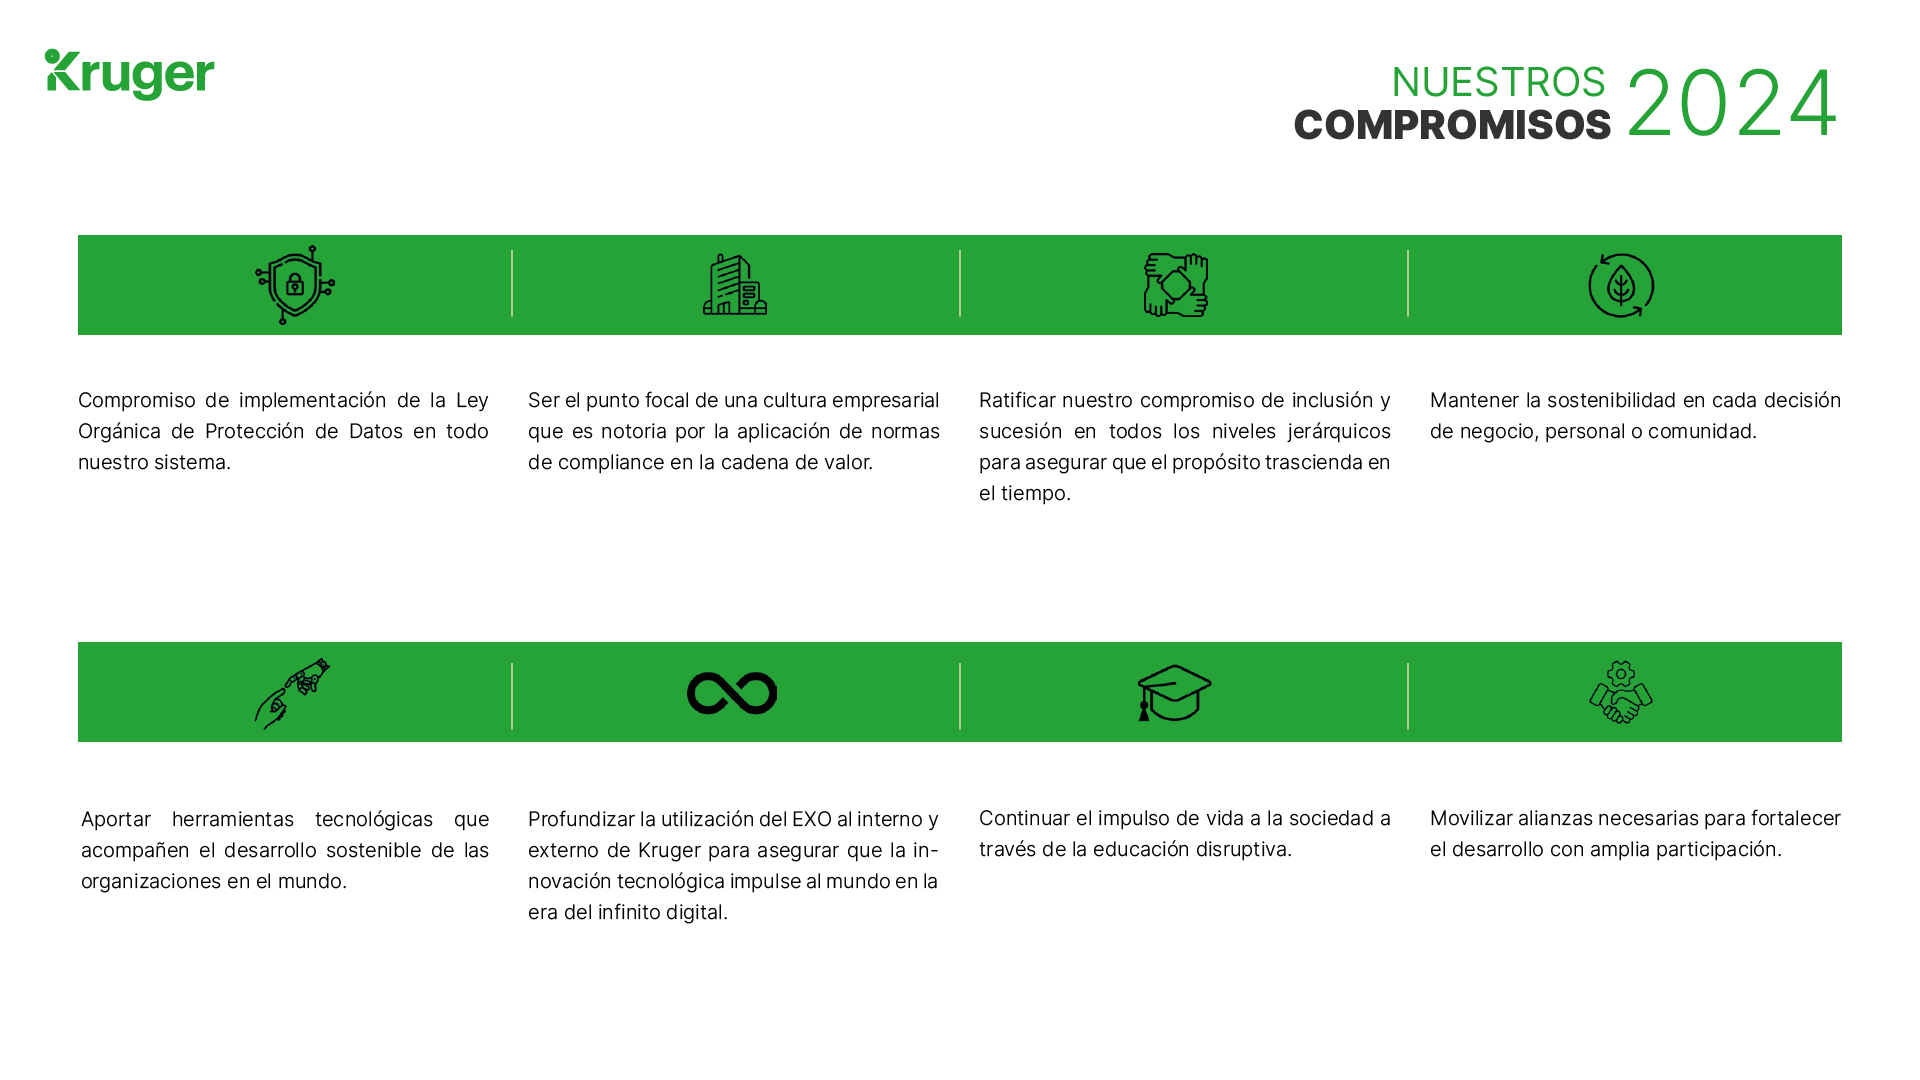 Kruger
NUESTROS
COMPROMISOS
2024
Compromiso de implementación de la Ley
Orgánica de Protección de Datos en todo
nuestro sistema.
Ser el punto focal de una cultura empresarial
que es notoria por la aplicación de normas
de compliance en la cadena de valor.
Ratificar nuestro compromiso de inclusión y
sucesión en todos los niveles jerárquicos
para asegurar que el propósito trascienda en
el tiempo.
Mantener la sostenibilidad en cada decisión
de negocio, personal o comunidad.
Aportar herramientas tecnológicas que
acompañen el desarrollo sostenible de las
organizaciones en el mundo.
Profundizar la utilización del EXO al interno y
externo de Kruger para asegurar que la in-
novación tecnológica impulse al mundo en la
era del infinito digital.
Continuar el impulso de vida a la sociedad a
través de la educación disruptiva.
Movilizar alianzas necesarias para fortalecer
el desarrollo con amplia participación.